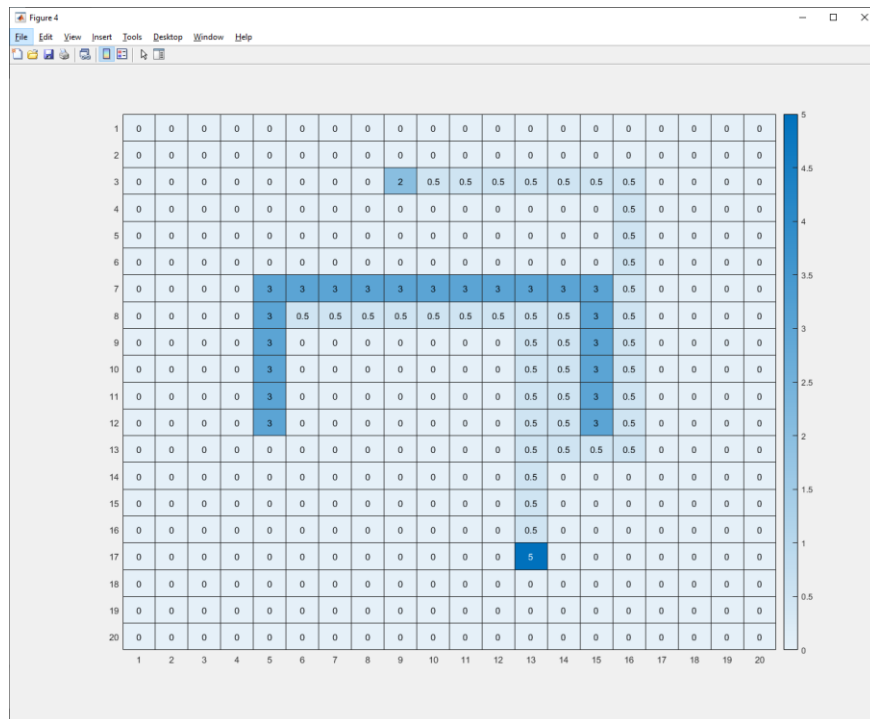 Figure 4
File Edit View Insert Tools Desktop Window Help
1 0 0 0 0 0 0 0 0 0 0 0 0 0 0 0 0 0 0 0 0
2 0 0 0 0 0 0 0 0 0 0 0 0 0 0 0 0 0 0 0 0
3 0 0 0 0 0 0 0 0 2 0.5 0.5 0.5 0.5 0.5 0.5 0.5 0 0 0 0
4 0 0 0 0 0 0 0 0 0 0 0 0 0 0 0 0.5 0 0 0 0
5 0 0 0 0 0 0 0 0 0 0 0 0 0 0 0 0.5 0 0 0 0
6 0 0 0 0 0 0 0 0 0 0 0 0 0 0 0 0.5 0 0 0 0
7 0 0 0 0 3 3 3 3 3 3 3 3 3 3 3 0.5 0 0 0 0
8 0 0 0 0 3 0.5 0.5 0.5 0.5 0.5 0.5 0.5 0.5 0.5 3 0.5 0 0 0 0
9 0 0 0 0 3 0 0 0 0 0 0 0 0.5 0.5 3 0.5 0 0 0 0
10 0 0 0 0 3 0 0 0 0 0 0 0 0.5 0.5 3 0.5 0 0 0 0
11 0 0 0 0 3 0 0 0 0 0 0 0 0.5 0.5 3 0.5 0 0 0 0
12 0 0 0 0 3 0 0 0 0 0 0 0 0.5 0.5 3 0.5 0 0 0 0
13 0 0 0 0 0 0 0 0 0 0 0 0 0.5 0.5 0.5 0.5 0 0 0 0
14 0 0 0 0 0 0 0 0 0 0 0 0 0.5 0 0 0 0 0 0 0
15 0 0 0 0 0 0 0 0 0 0 0 0 0.5 0 0 0 0 0 0 0
16 0 0 0 0 0 0 0 0 0 0 0 0 0.5 0 0 0 0 0 0 0
17 0 0 0 0 0 0 0 0 0 0 0 0 5 0 0 0 0 0 0 0
18 0 0 0 0 0 0 0 0 0 0 0 0 0 0 0 0 0 0 0 0
19 0 0 0 0 0 0 0 0 0 0 0 0 0 0 0 0 0 0 0 0
20 0 0 0 0 0 0 0 0 0 0 0 0 0 0 0 0 0 0 0 0
1 2 3 4 5 6 7 8 9 10 11 12 13 14 15 16 17 18 19 20
5
4.5
4
3.5
3
2.5
2
1.5
1
0.5
0